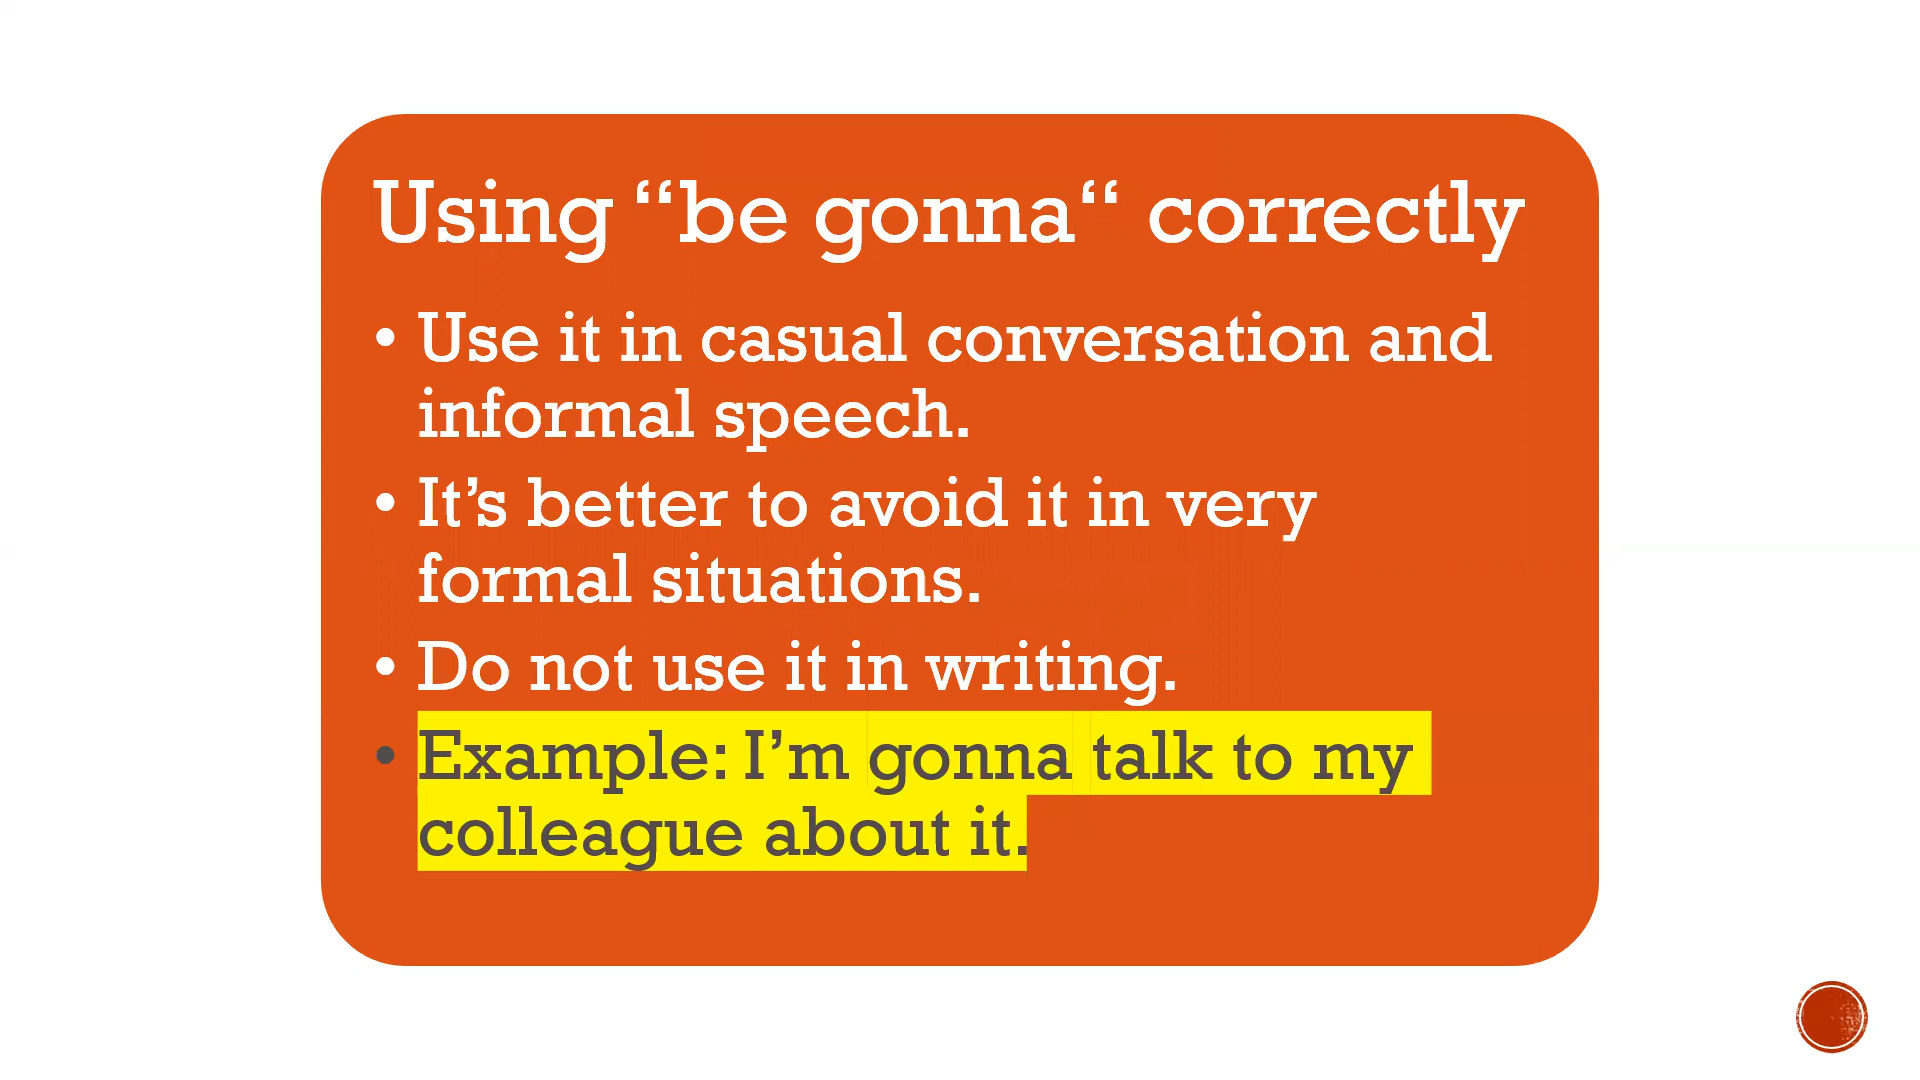 Using “be gonna“ correctly
• Use it in casual conversation and
informal speech.
• It’s better to avoid it in very
formal situations.
• Do not use it in writing.
• Example: I’m gonna talk to my
colleague about it.